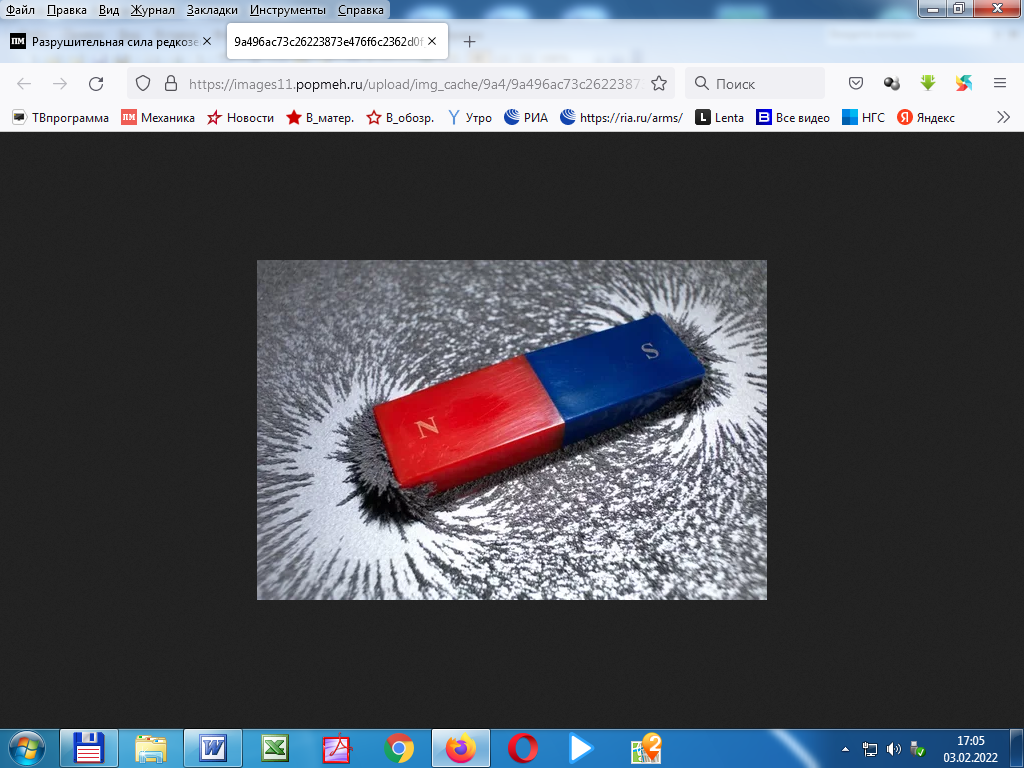 Файл Правка Вид Журнал Закладки Инструменты Справка
ПМ Разрушительная сила редкозе
9a496ac73c26223873e476f6c2362d0f
https://images11.popmeh.ru/upload/img_cache/9a4/9a496ac73c2622387
Поиск
ТВпрограмма ПМ Механика Новости В_матер. В_обозр. Утро РИА https://ria.ru/arms/ L Lenta B Все видео НГС Я Яндекс
S
N
17:05
03.02.2022